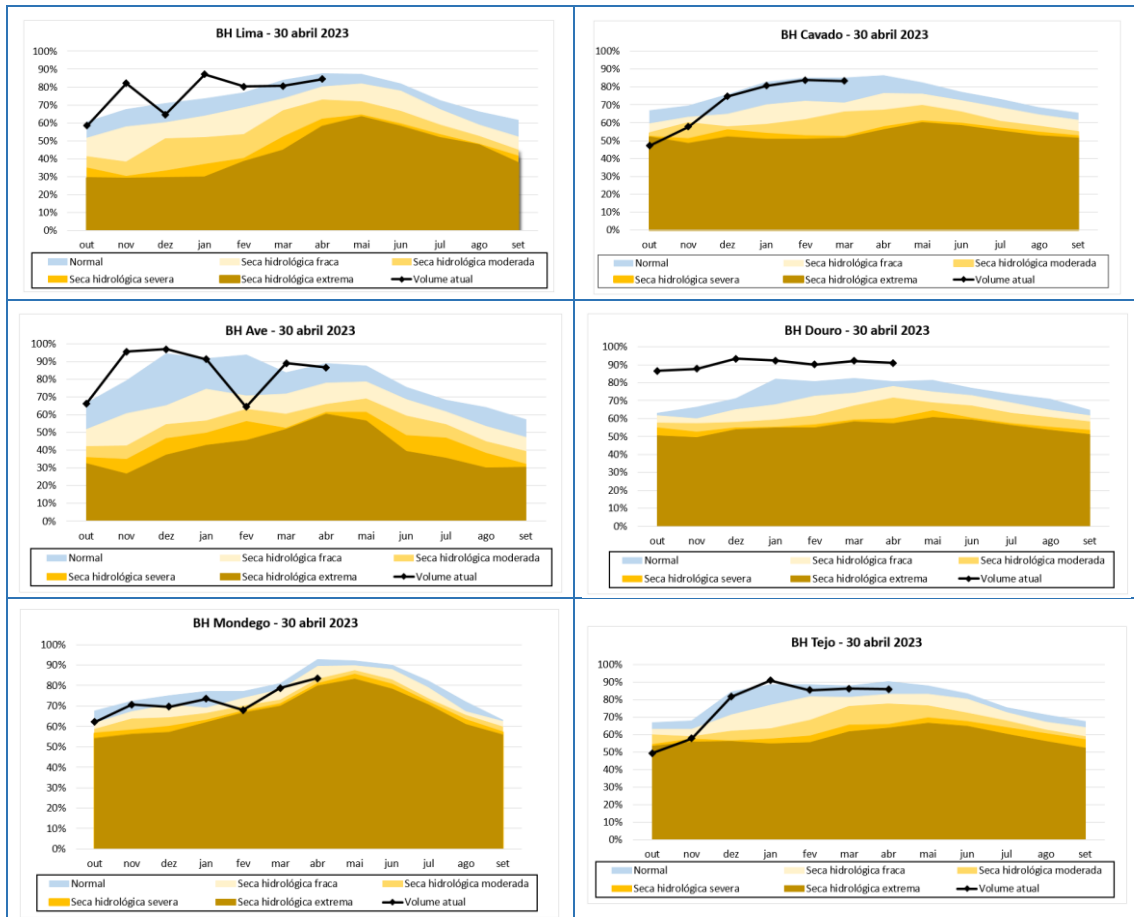 BH Lima - 30 abril 2023
100%
90%
80%
70%
60%
50%
40%
30%
20%
10%
0%
out nov dez jan fev mar abr mai jun jul ago set
Normal Seca hidrológica fraca Seca hidrológica moderada
Seca hidrológica severa Seca hidrológica extrema Volume atual
BH Cavado - 30 abril 2023
100%
90%
80%
70%
60%
50%
40%
30%
20%
10%
0%
out nov dez jan fev mar abr mai jun jul ago set
Normal Seca hidrológica fraca Seca hidrológica moderada
Seca hidrológica severa Seca hidrológica extrema Volume atual
BH Ave - 30 abril 2023
100%
90%
80%
70%
60%
50%
40%
30%
20%
10%
0%
out nov dez jan fev mar abr mai jun jul ago set
Normal Seca hidrológica fraca Seca hidrológica moderada
Seca hidrológica severa Seca hidrológica extrema Volume atual
BH Douro - 30 abril 2023
100%
90%
80%
70%
60%
50%
40%
30%
20%
10%
0%
out nov dez jan fev mar abr mai jun jul ago set
Normal Seca hidrológica fraca Seca hidrológica moderada
Seca hidrológica severa Seca hidrológica extrema Volume atual
BH Mondego - 30 abril 2023
100%
90%
80%
70%
60%
50%
40%
30%
20%
10%
0%
out nov dez jan fev mar abr mai jun jul ago set
Normal Seca hidrológica fraca Seca hidrológica moderada
Seca hidrológica severa Seca hidrológica extrema Volume atual
BH Tejo - 30 abril 2023
100%
90%
80%
70%
60%
50%
40%
30%
20%
10%
0%
out nov dez jan fev mar abr mai jun jul ago set
Normal Seca hidrológica fraca Seca hidrológica moderada
Seca hidrológica severa Seca hidrológica extrema Volume atual